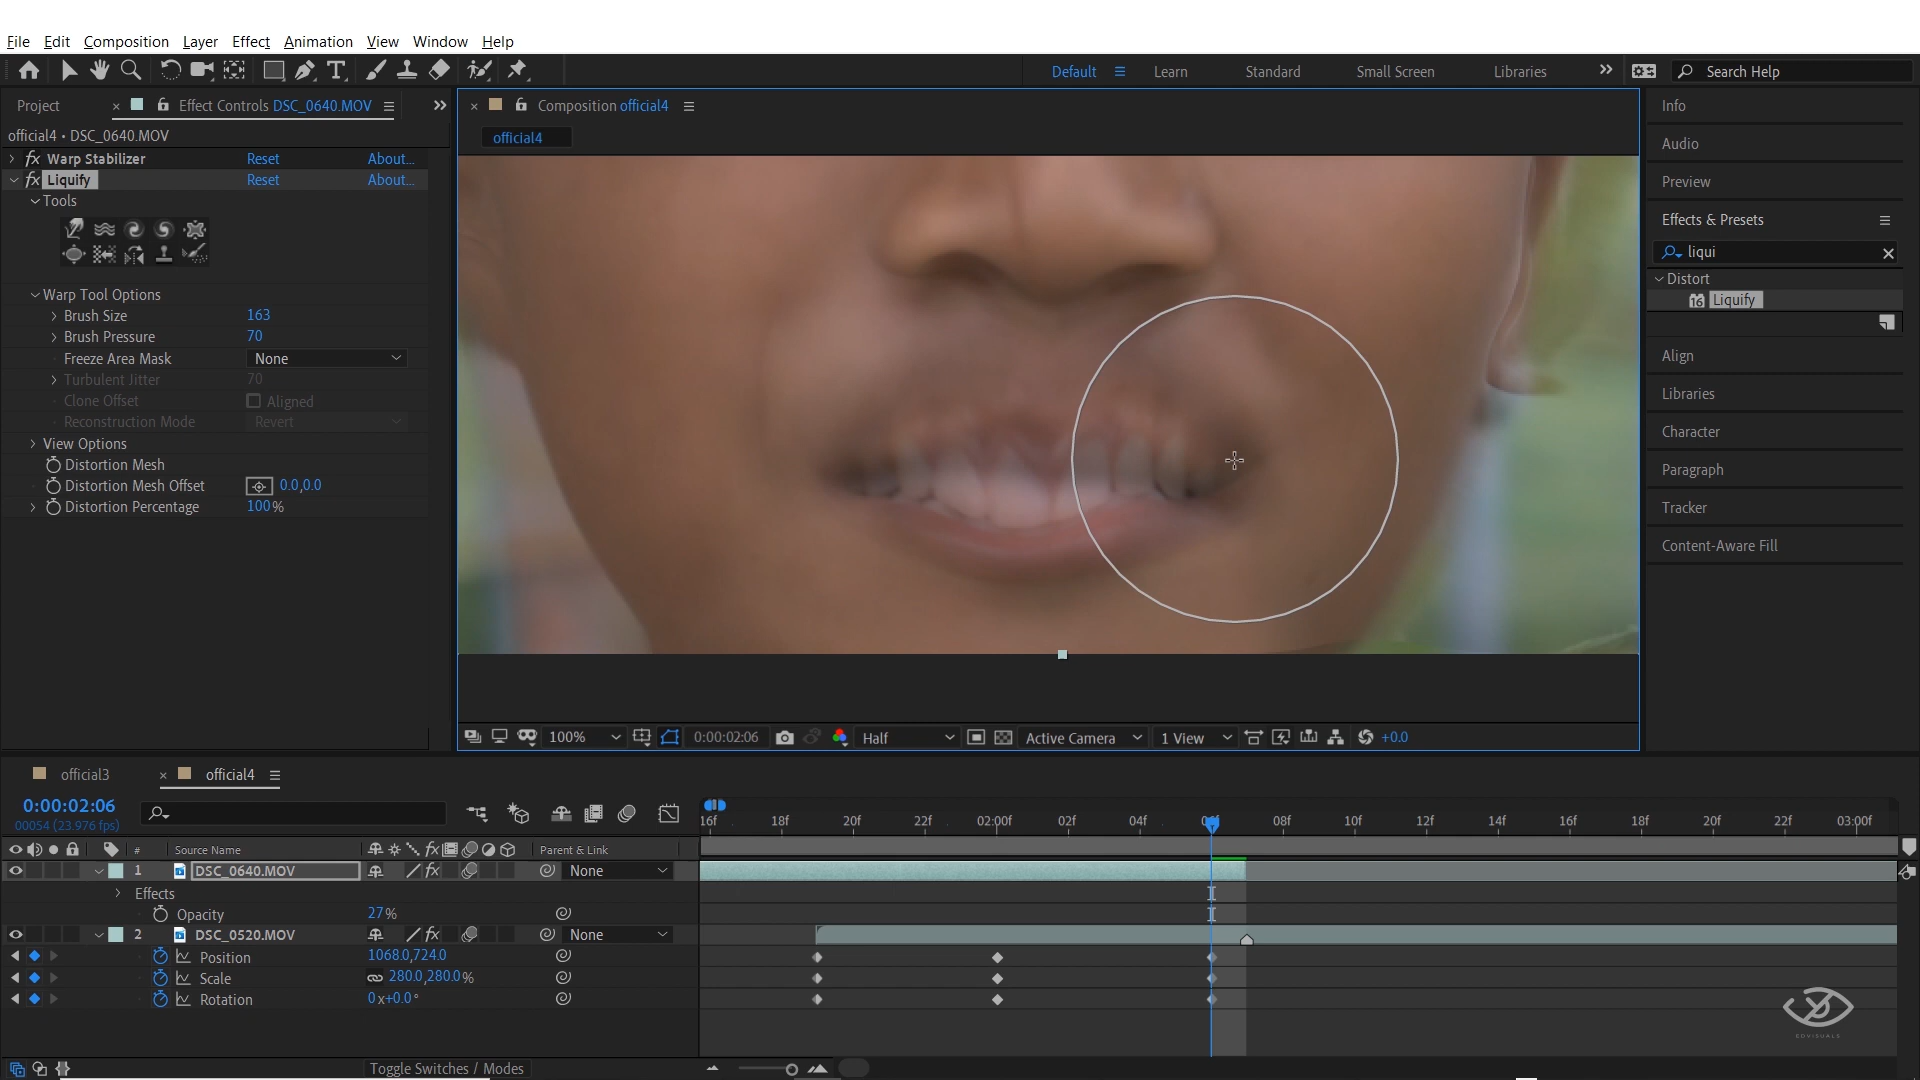 File Edit Composition Layer Effect Animation View Window Help
Default Learn Standard Small Screen Libraries Search Help
Project Effect Controls DSC_0640.MOV Composition official4 Info
official4 • DSC_0640.MOV official4 Audio
fx Warp Stabilizer Reset About...
fx Liquify Reset About... Preview
Tools
Effects & Presets
liqui
Distort
Liquify
Warp Tool Options
Brush Size 163
Brush Pressure 70
Freeze Area Mask None Align
Turbulent Jitter 70
Clone Offset Aligned Libraries
Reconstruction Mode Revert
View Options Character
Distortion Mesh Paragraph
Distortion Mesh Offset 0.0,0.0
Distortion Percentage 100% Tracker
Content-Aware Fill
100% 0:00:02:06 Half Active Camera 1 View +0.0
official3 official4
0:00:02:06
00054 (23.976 fps)
16f 18f 20f 22f 02:00f 02f 04f 08f 10f 12f 14f 16f 18f 20f 22f 03:00f
# Source Name fx Parent & Link
1 DSC_0640.MOV fx None
Effects
Opacity 27%
2 DSC_0520.MOV fx None
Position 1068.0,724.0
Scale 280.0,280.0%
Rotation 0x+0.0°
EDVISUALS
Toggle Switches / Modes